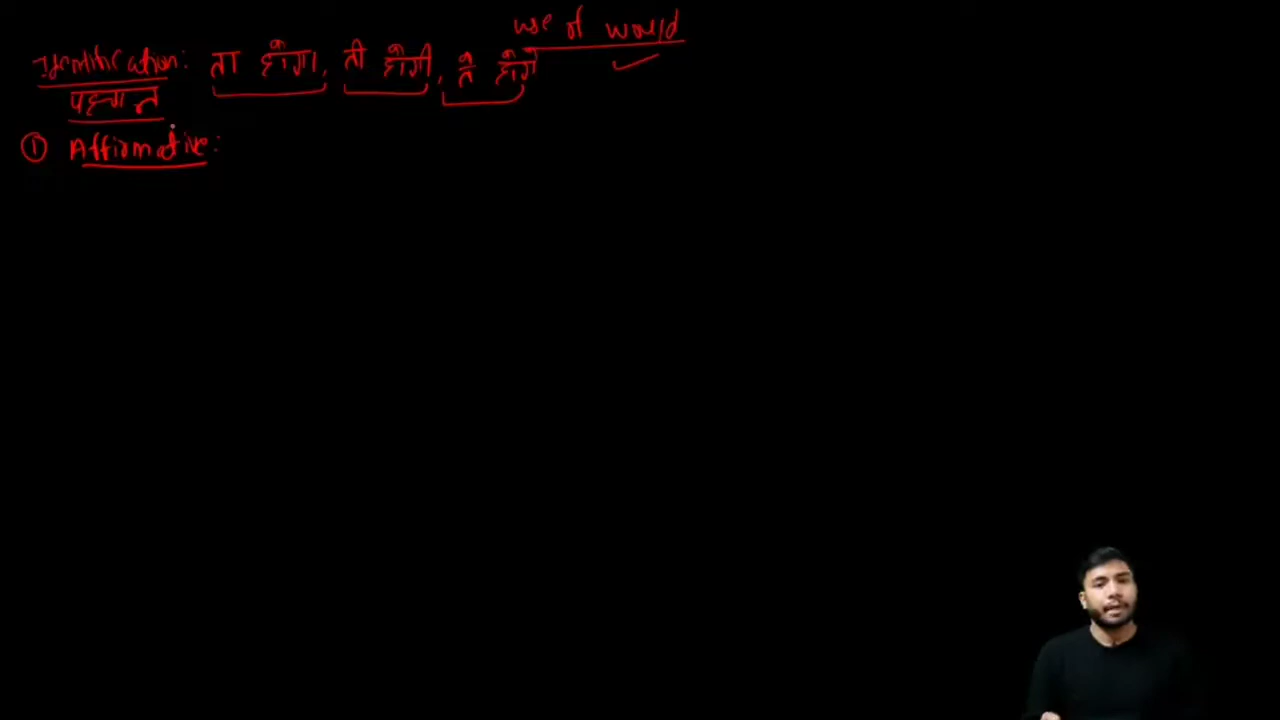 use of would
Identification: ता होगा, ती होगी, ते होंगे
पहचान
① Affirmative: